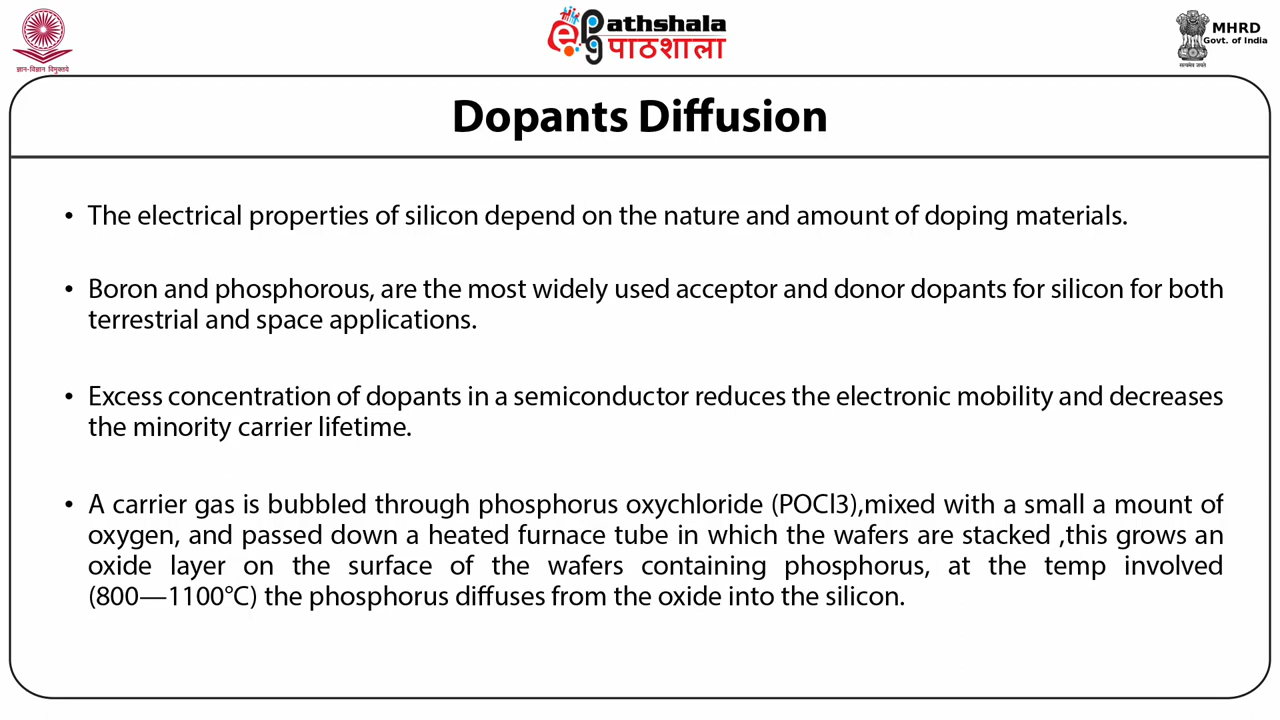 ज्ञान-विज्ञान विमुक्तये
ePathshala
पाठशाला
MHRD
Govt. of India
सत्यमेव जयते
Dopants Diffusion
• The electrical properties of silicon depend on the nature and amount of doping materials.
• Boron and phosphorous, are the most widely used acceptor and donor dopants for silicon for both
terrestrial and space applications.
• Excess concentration of dopants in a semiconductor reduces the electronic mobility and decreases
the minority carrier lifetime.
• A carrier gas is bubbled through phosphorus oxychloride (POCl3),mixed with a small a mount of
oxygen, and passed down a heated furnace tube in which the wafers are stacked ,this grows an
oxide layer on the surface of the wafers containing phosphorus, at the temp involved
(800—1100°C) the phosphorus diffuses from the oxide into the silicon.